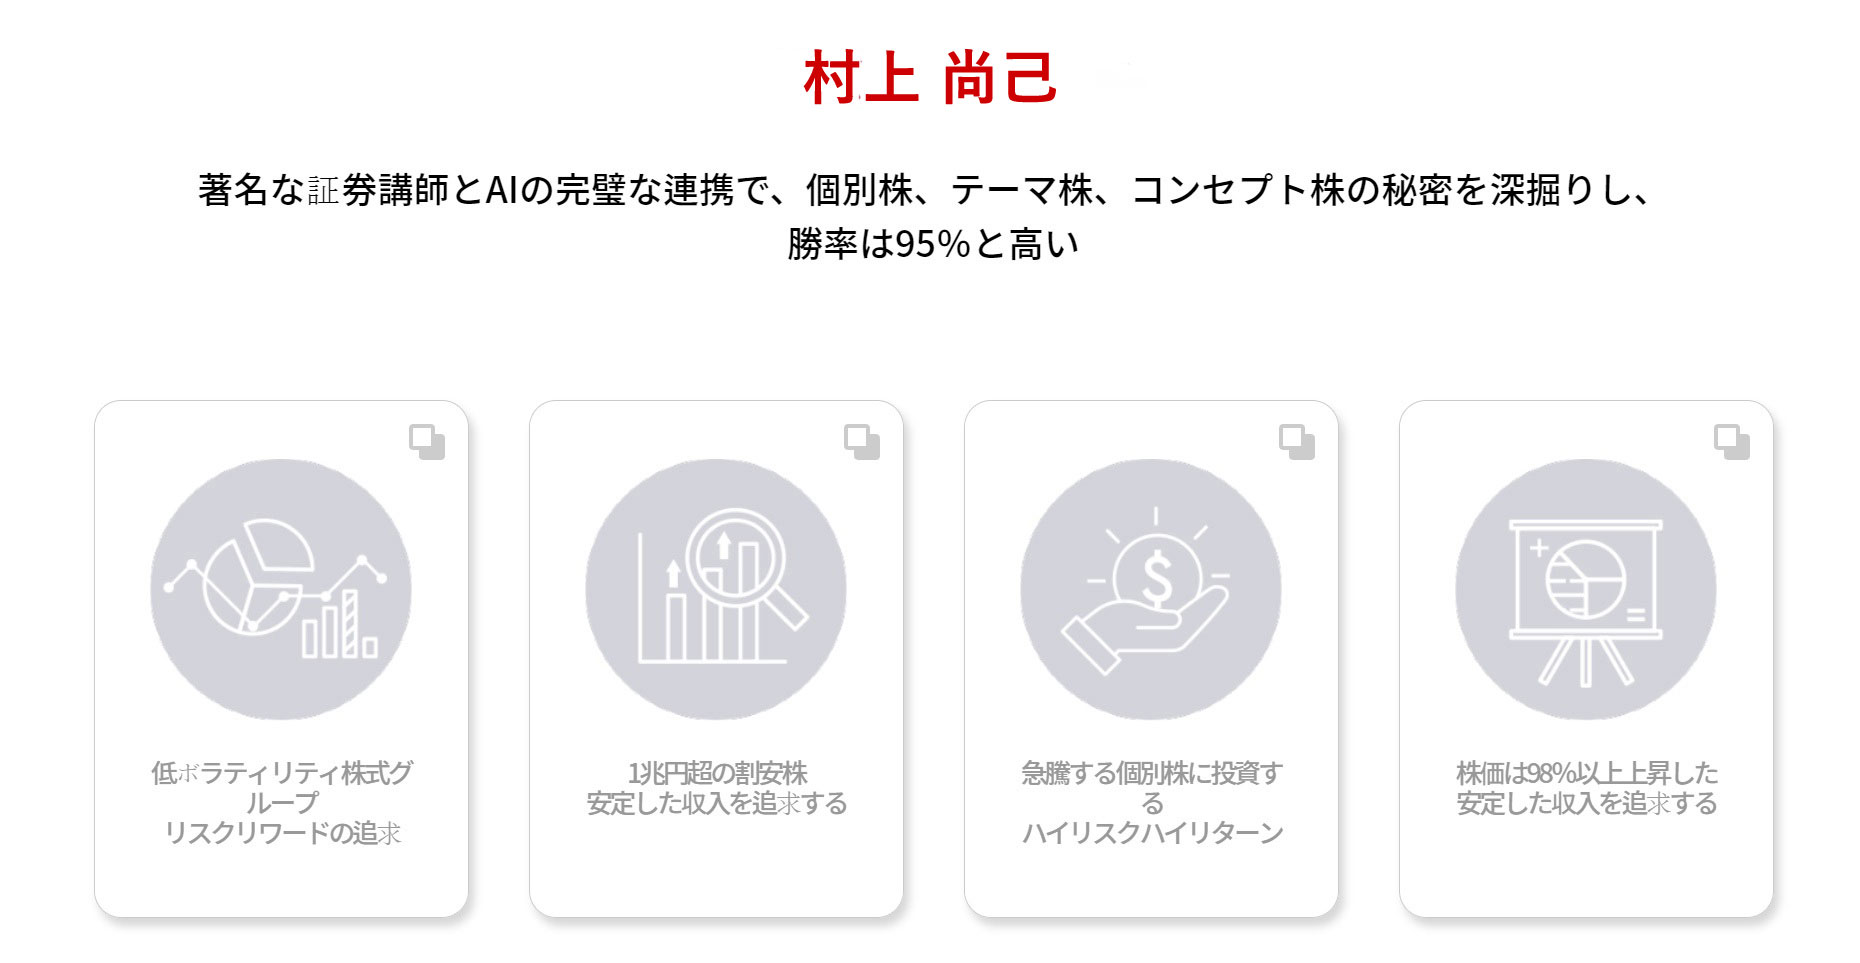 村上 尚己
著名な証券講師とAIの完璧な連携で、個別株、テーマ株、コンセプト株の秘密を深掘りし、
勝率は95%と高い
低ボラティリティ株式グ
ループ
リスクリワードの追求
1兆円超の割安株
安定した収入を追求する
急騰する個別株に投資す
る
ハイリスクハイリターン
株価は98%以上上昇した
安定した収入を追求する